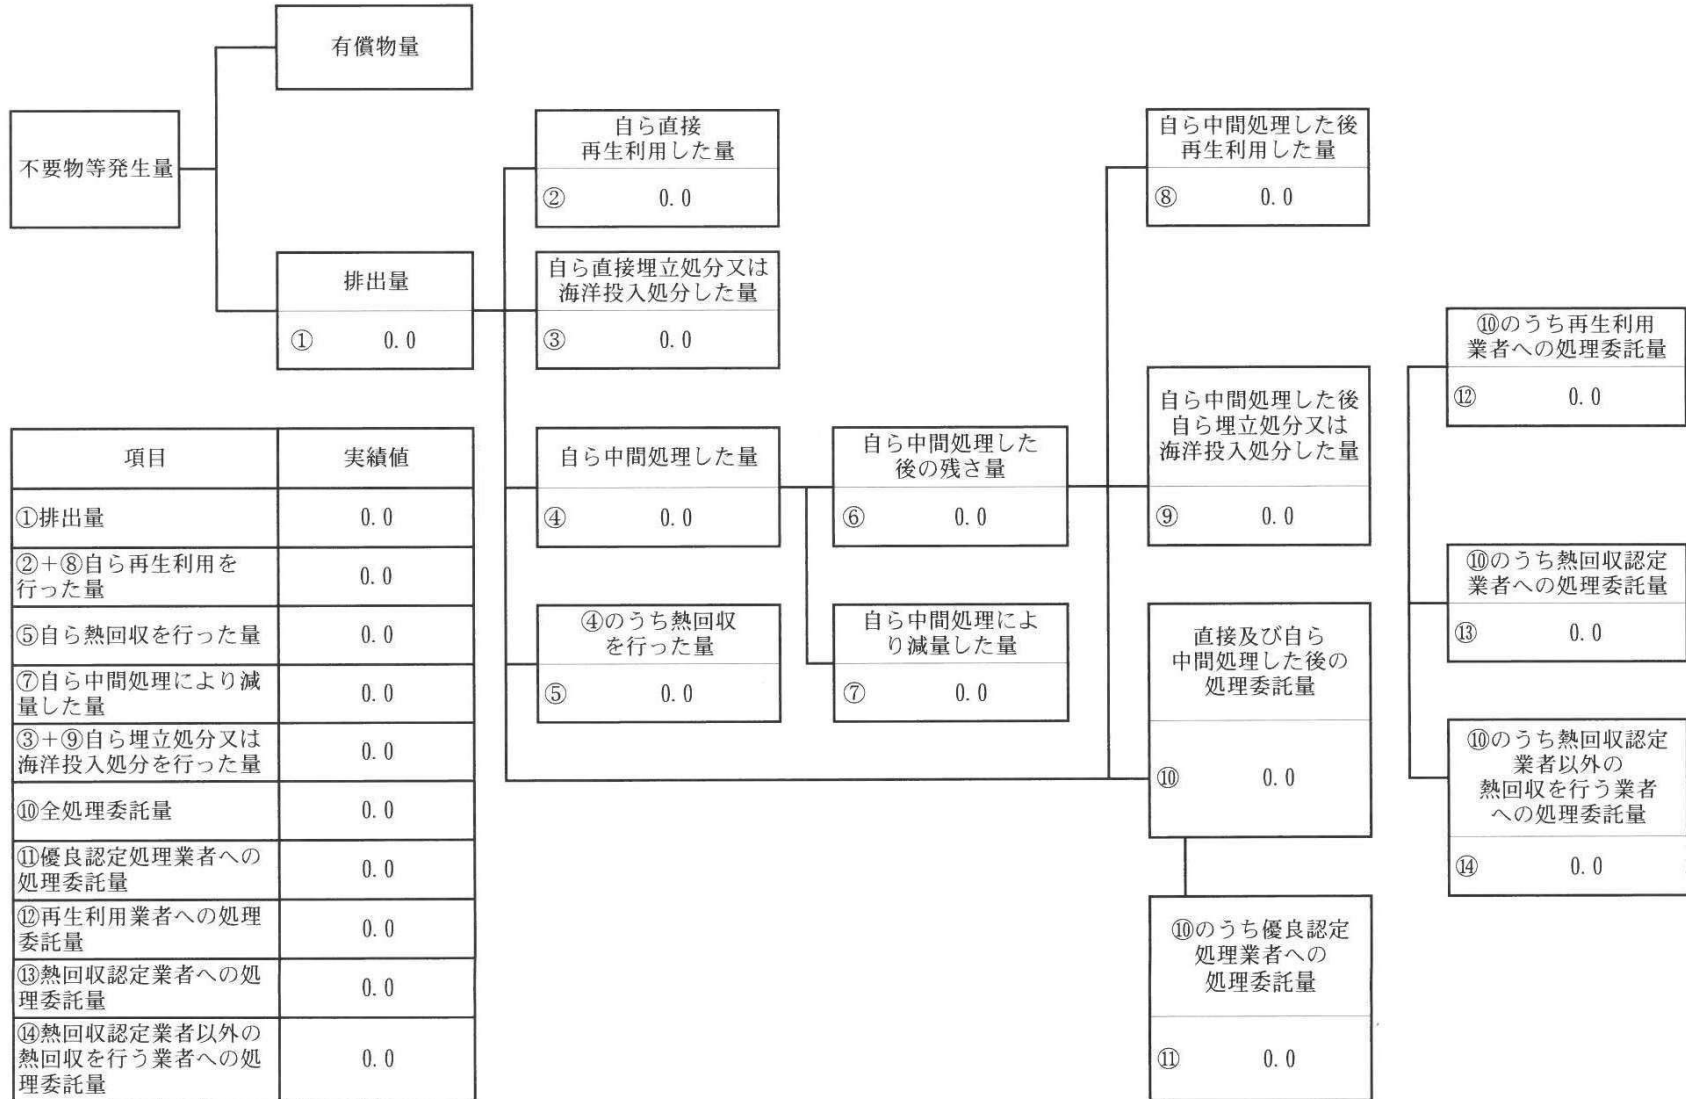 有償物量
不要物等発生量
排出量
① 0.0
自ら直接
再生利用した量
② 0.0
自ら直接埋立処分又は
海洋投入処分した量
③ 0.0
自ら中間処理した量
④ 0.0
④のうち熱回収
を行った量
⑤ 0.0
自ら中間処理した
後の残さ量
⑥ 0.0
自ら中間処理によ
り減量した量
⑦ 0.0
自ら中間処理した後
再生利用した量
⑧ 0.0
自ら中間処理した後
自ら埋立処分又は
海洋投入処分した量
⑨ 0.0
直接及び自ら
中間処理した後の
処理委託量
⑩ 0.0
⑩のうち優良認定
処理業者への
処理委託量
⑪ 0.0
⑩のうち再生利用
業者への処理委託量
⑫ 0.0
⑩のうち熱回収認定
業者への処理委託量
⑬ 0.0
⑩のうち熱回収認定
業者以外の
熱回収を行う業者
への処理委託量
⑭ 0.0
項目 実績値
①排出量 0.0
②+⑧自ら再生利用を
行った量 0.0
⑤自ら熱回収を行った量 0.0
⑦自ら中間処理により減
量した量 0.0
③+⑨自ら埋立処分又は
海洋投入処分を行った量 0.0
⑩全処理委託量 0.0
⑪優良認定処理業者への
処理委託量 0.0
⑫再生利用業者への処理
委託量 0.0
⑬熱回収認定業者への処
理委託量 0.0
⑭熱回収認定業者以外の
熱回収を行う業者への処
理委託量 0.0